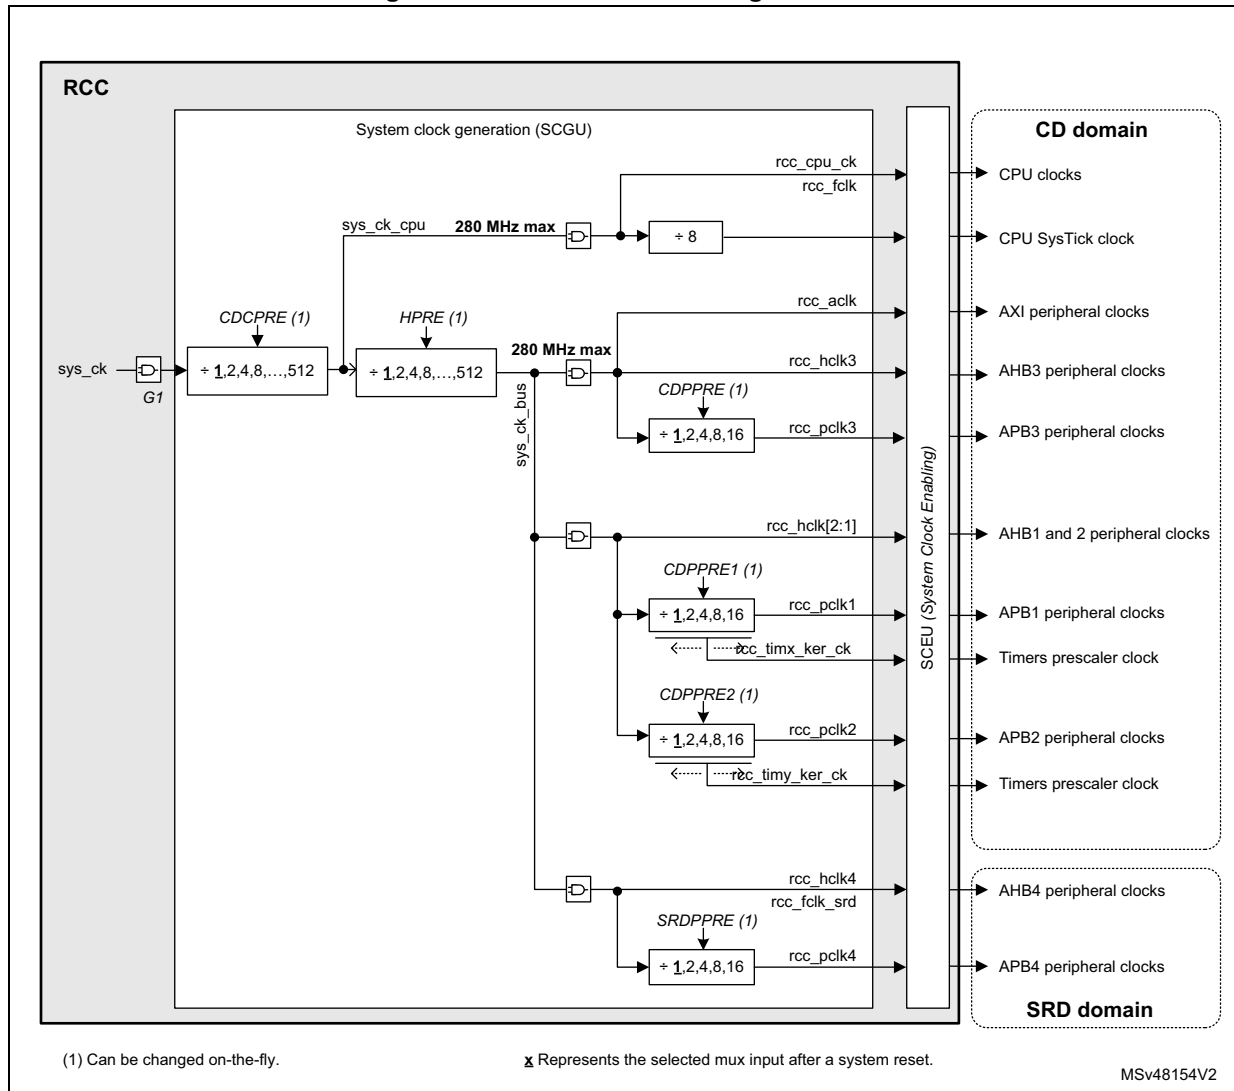 RCC
System clock generation (SCGU)
CD domain
rcc_cpu_ck
CPU clocks
rcc_fclk
sys_ck_cpu 280 MHz max
÷ 8
CPU SysTick clock
rcc_aclk
AXI peripheral clocks
CDCPRE (1)
HPRE (1)
280 MHz max
sys_ck
÷ 1,2,4,8,…,512
÷ 1,2,4,8,…,512
rcc_hclk3
AHB3 peripheral clocks
G1
CDPPRE (1)
sys_ck_bus
÷ 1,2,4,8,16
rcc_pclk3
APB3 peripheral clocks
SCEU (System Clock Enabling)
rcc_hclk[2:1]
AHB1 and 2 peripheral clocks
CDPPRE1 (1)
÷ 1,2,4,8,16
rcc_pclk1
APB1 peripheral clocks
rcc_timx_ker_ck
Timers prescaler clock
CDPPRE2 (1)
÷ 1,2,4,8,16
rcc_pclk2
APB2 peripheral clocks
rcc_timy_ker_ck
Timers prescaler clock
rcc_hclk4
AHB4 peripheral clocks
rcc_fclk_srd
SRDPPRE (1)
÷ 1,2,4,8,16
rcc_pclk4
APB4 peripheral clocks
SRD domain
(1) Can be changed on-the-fly.
x Represents the selected mux input after a system reset.
MSv48154V2